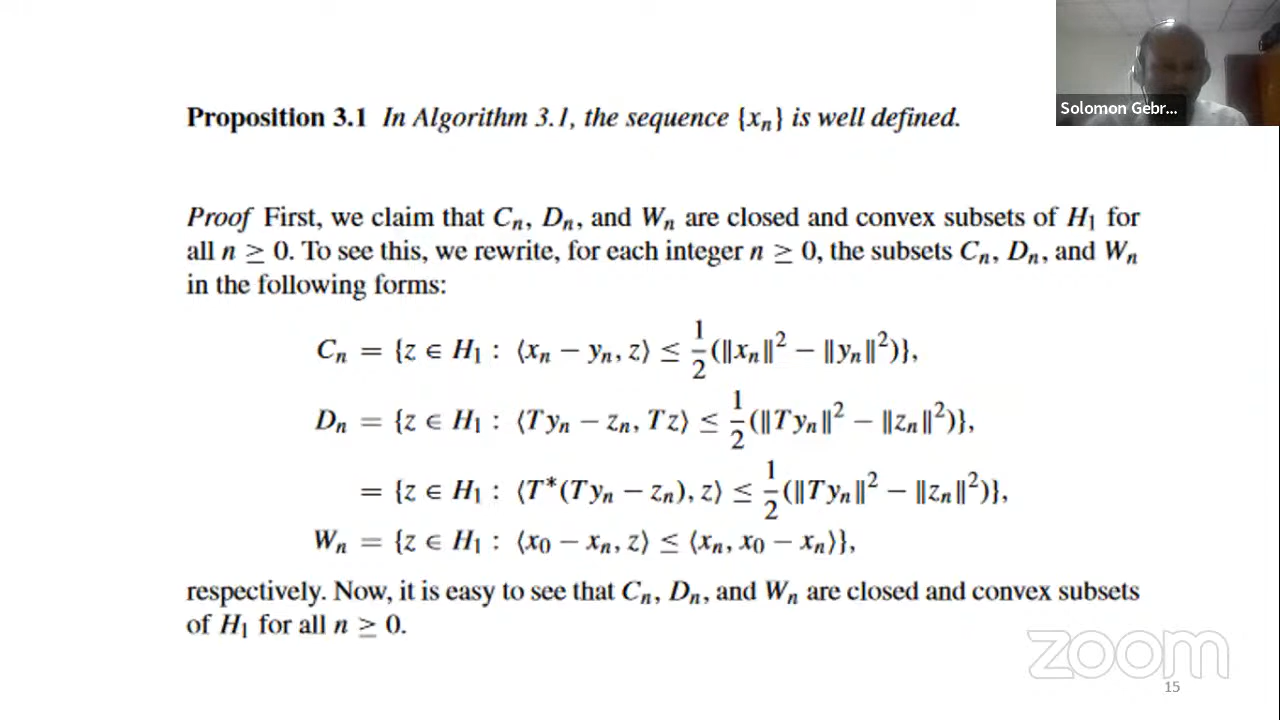 Solomon Gebr...
Proposition 3.1 In Algorithm 3.1, the sequence {xₙ} is well defined.
Proof First, we claim that Cₙ, Dₙ, and Wₙ are closed and convex subsets of H₁ for
all n ≥ 0. To see this, we rewrite, for each integer n ≥ 0, the subsets Cₙ, Dₙ, and Wₙ
in the following forms:
Cₙ = {z ∈ H₁ : ⟨xₙ − yₙ, z⟩ ≤ 1/2(‖xₙ‖² − ‖yₙ‖²)},
Dₙ = {z ∈ H₁ : ⟨Tyₙ − zₙ, Tz⟩ ≤ 1/2(‖Tyₙ‖² − ‖zₙ‖²)},
= {z ∈ H₁ : ⟨T*(Tyₙ − zₙ), z⟩ ≤ 1/2(‖Tyₙ‖² − ‖zₙ‖²)},
Wₙ = {z ∈ H₁ : ⟨x₀ − xₙ, z⟩ ≤ ⟨xₙ, x₀ − xₙ⟩},
respectively. Now, it is easy to see that Cₙ, Dₙ, and Wₙ are closed and convex subsets
of H₁ for all n ≥ 0.
zoom
15